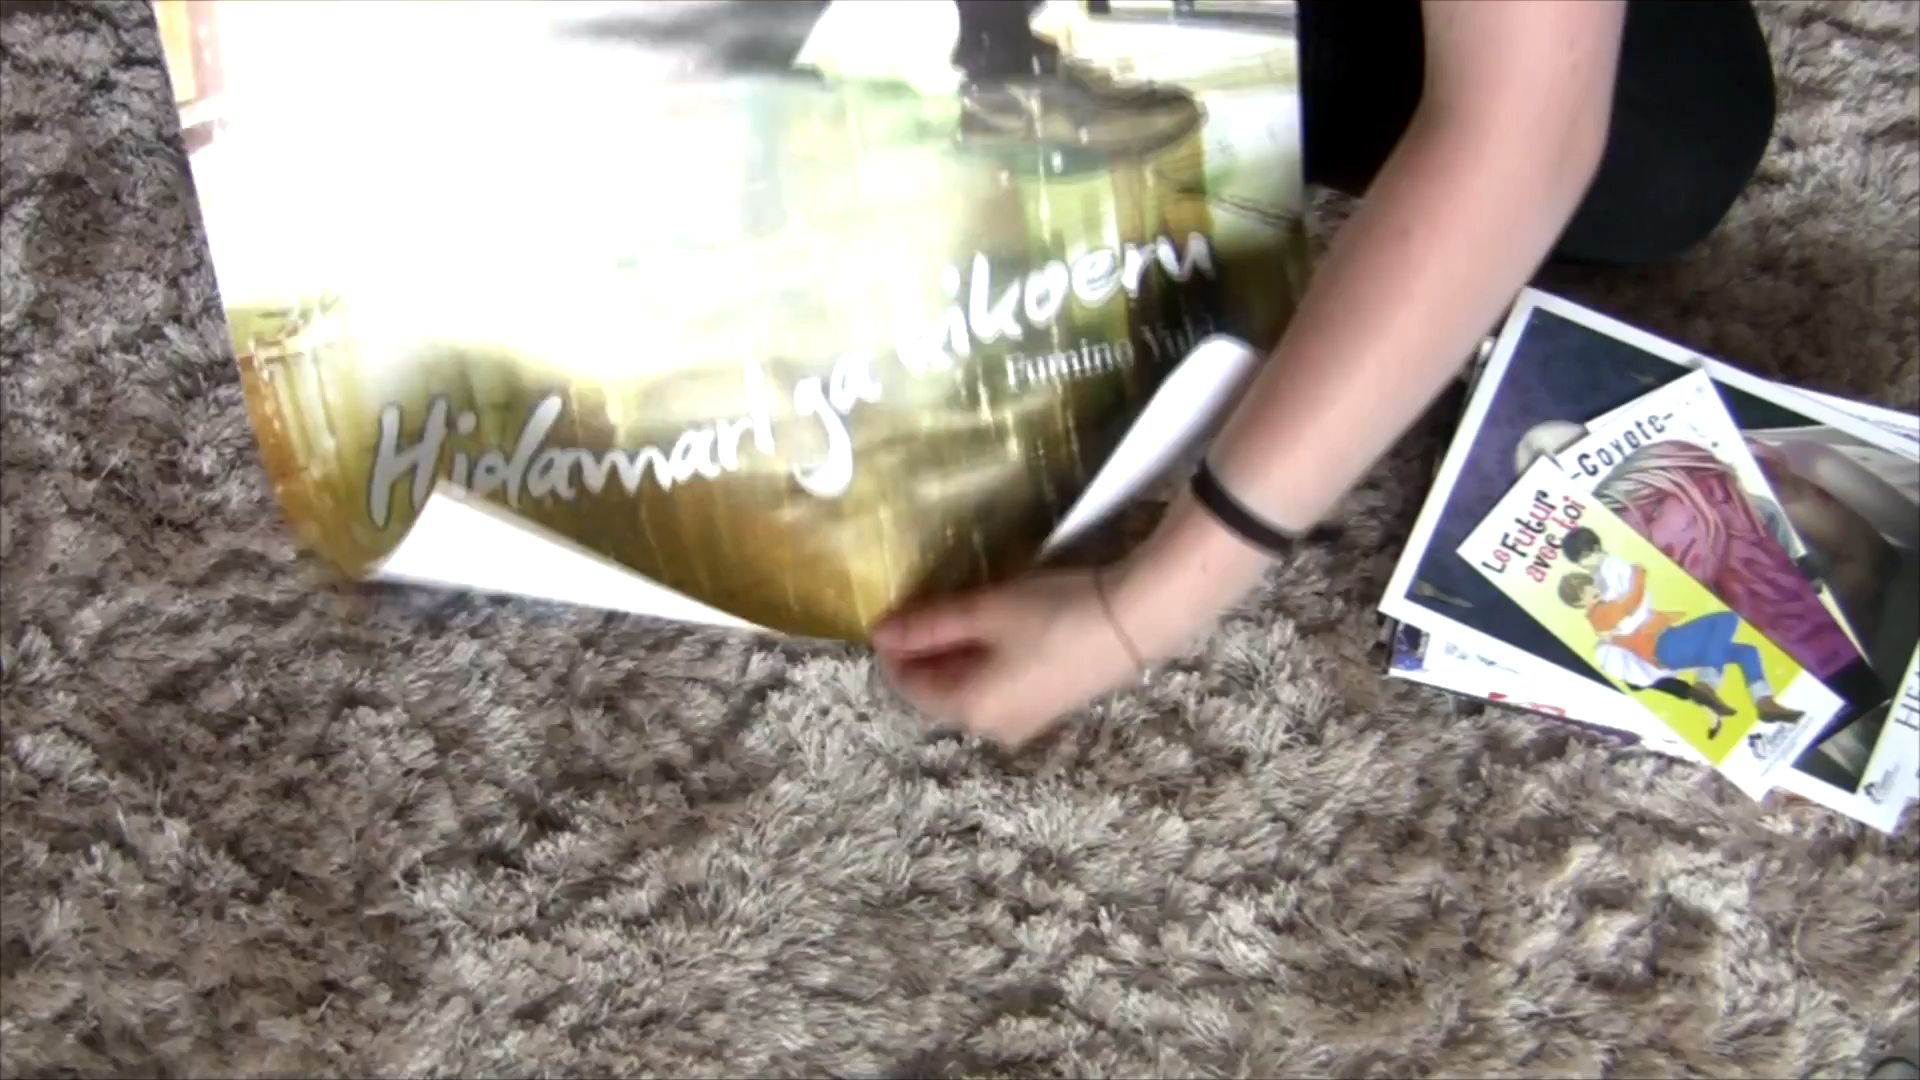 Hidamari ga kikoeru
Fumino Yuki
-Coyote-
Le Futur
avec toi